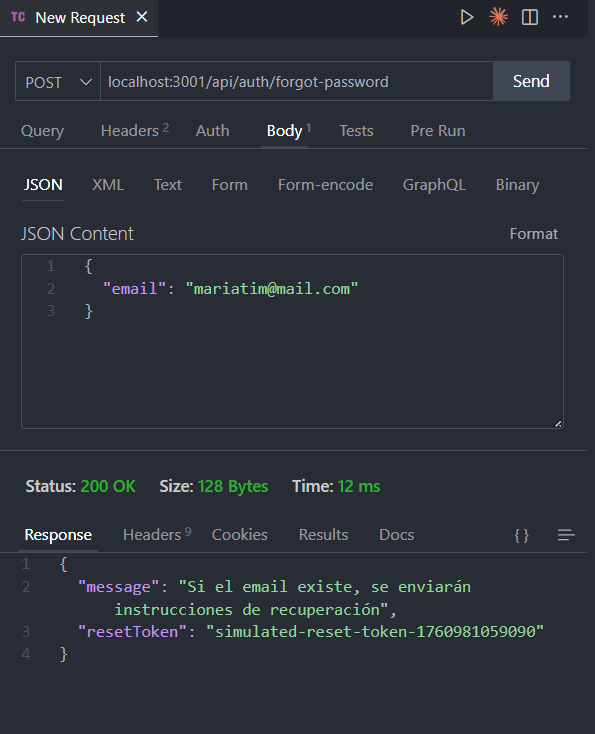 TC New Request
POST localhost:3001/api/auth/forgot-password Send
Query Headers 2 Auth Body 1 Tests Pre Run
JSON XML Text Form Form-encode GraphQL Binary
JSON Content Format
1 {
2 "email": "mariatim@mail.com"
3 }
Status: 200 OK Size: 128 Bytes Time: 12 ms
Response Headers 9 Cookies Results Docs { }
1 {
2 "message": "Si el email existe, se enviarán
instrucciones de recuperación",
3 "resetToken": "simulated-reset-token-1760981059090"
4 }